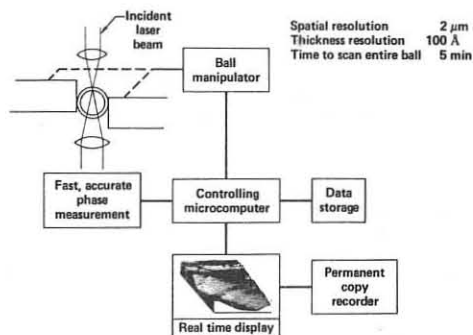 Incident
laser
beam
Spatial resolution 2 μm
Thickness resolution 100 Å
Time to scan entire ball 5 min
Ball
manipulator
Fast, accurate
phase
measurement
Controlling
microcomputer
Data
storage
Real time display
Permanent
copy
recorder